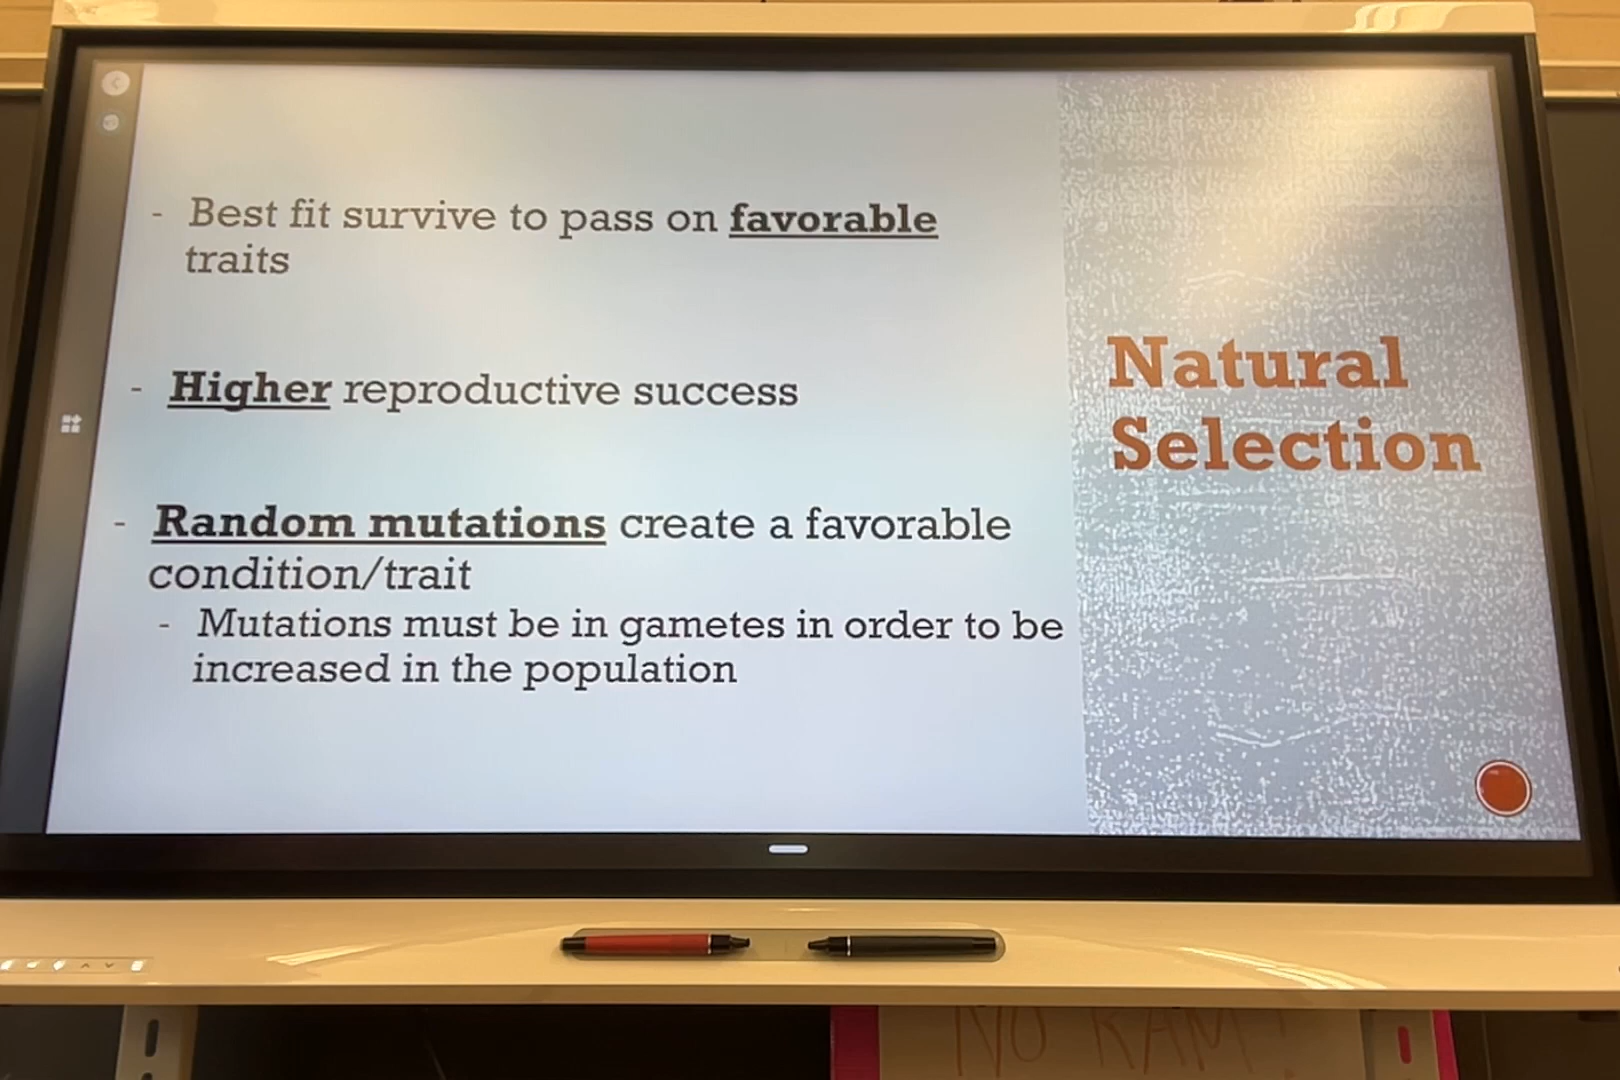 - Best fit survive to pass on favorable
traits
- Higher reproductive success
- Random mutations create a favorable
condition/trait
- Mutations must be in gametes in order to be
increased in the population
Natural
Selection
NO